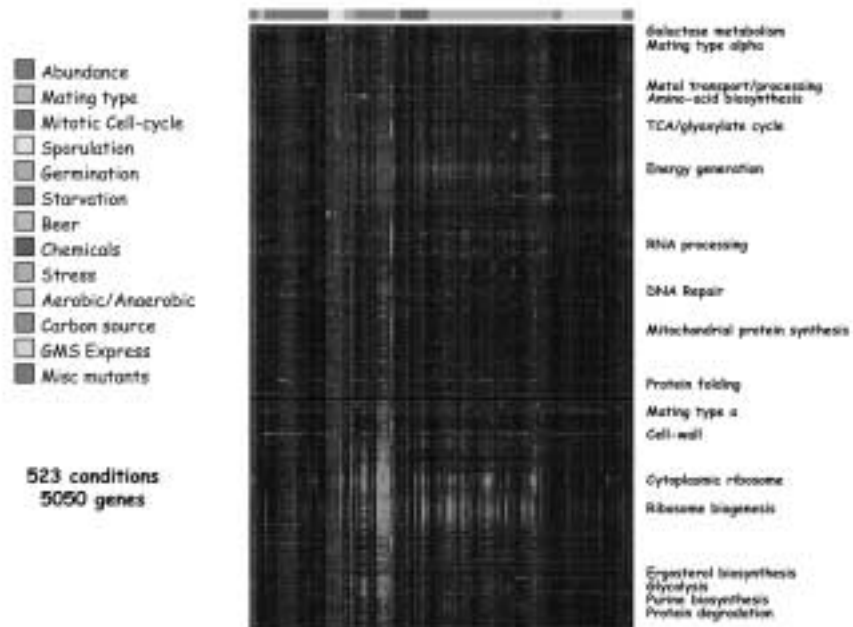 Abundance
Mating type
Mitotic Cell-cycle
Sporulation
Germination
Starvation
Beer
Chemicals
Stress
Aerobic/Anaerobic
Carbon source
GMS Express
Misc mutants
523 conditions
5050 genes
Galactase metabolism
Mating type alpha
Metal transport/processing
Amino-acid biosynthesis
TCA/glyoxylate cycle
Energy generation
RNA processing
DNA Repair
Mitochondrial protein synthesis
Protein folding
Mating type a
Cell-wall
Cytoplasmic ribosome
Ribosome biogenesis
Ergosterol biosynthesis
Glycolysis
Purine biosynthesis
Protein degradation